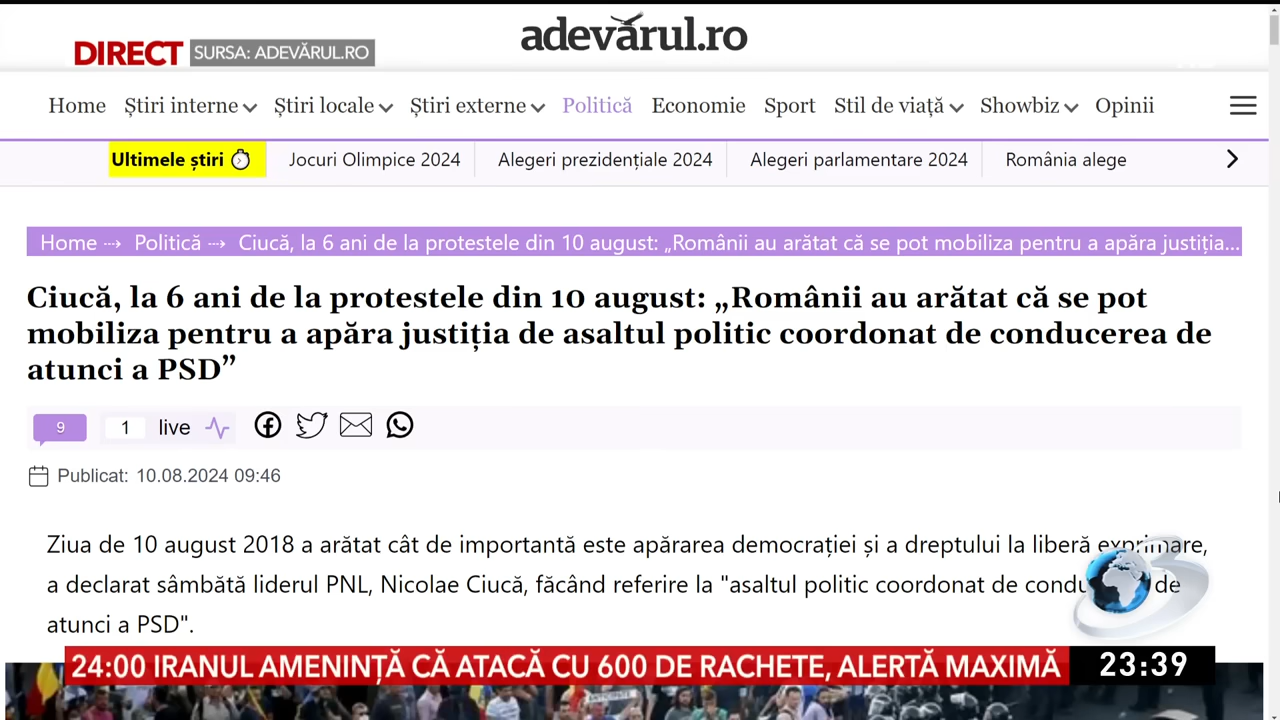 adevărul.ro
DIRECT SURSA: ADEVĂRUL.RO
Home Știri interne Știri locale Știri externe Politică Economie Sport Stil de viață Showbiz Opinii
Ultimele știri Jocuri Olimpice 2024 Alegeri prezidențiale 2024 Alegeri parlamentare 2024 România alege
Home ⤑ Politică ⤑ Ciucă, la 6 ani de la protestele din 10 august: „Românii au arătat că se pot mobiliza pentru a apăra justiția...
Ciucă, la 6 ani de la protestele din 10 august: „Românii au arătat că se pot
mobiliza pentru a apăra justiția de asaltul politic coordonat de conducerea de
atunci a PSD”
9 1 live
Publicat: 10.08.2024 09:46
Ziua de 10 august 2018 a arătat cât de importantă este apărarea democrației și a dreptului la liberă exprimare,
a declarat sâmbătă liderul PNL, Nicolae Ciucă, făcând referire la "asaltul politic coordonat de de
atunci a PSD".
24:00 IRANUL AMENINȚĂ CĂ ATACĂ CU 600 DE RACHETE, ALERTĂ MAXIMĂ 23:39